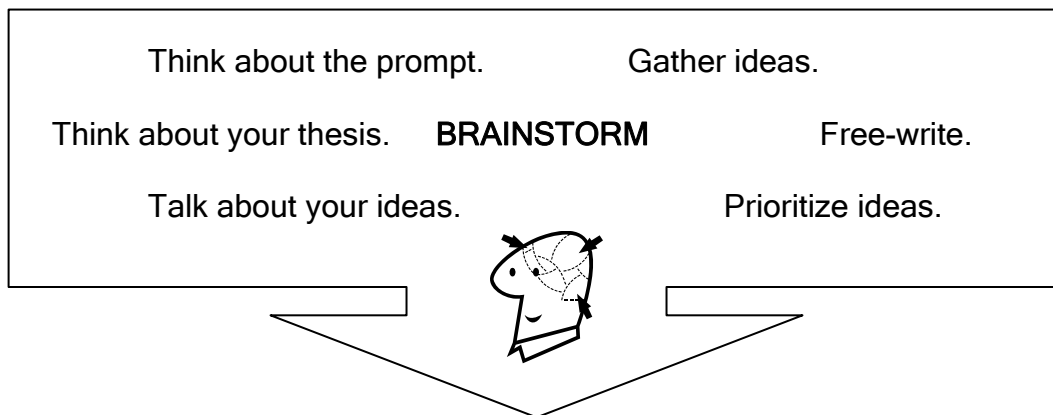 Think about the prompt. Gather ideas.
Think about your thesis. BRAINSTORM Free-write.
Talk about your ideas. Prioritize ideas.